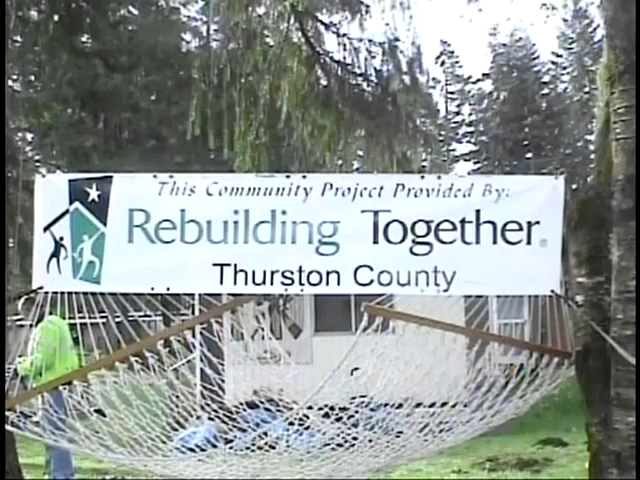 This Community Project Provided By:
Rebuilding Together®
Thurston County